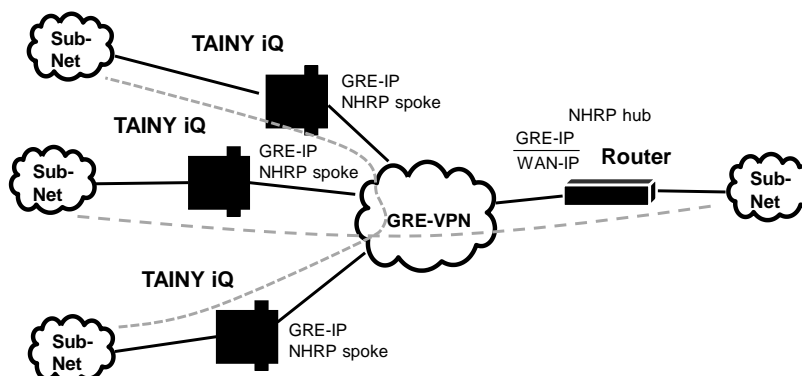 Sub-
Net
TAINY iQ
GRE-IP
NHRP spoke
TAINY iQ
GRE-IP
NHRP spoke
Sub-
Net
NHRP hub
GRE-IP
WAN-IP
Router
Sub-
Net
GRE-VPN
TAINY iQ
GRE-IP
NHRP spoke
Sub-
Net